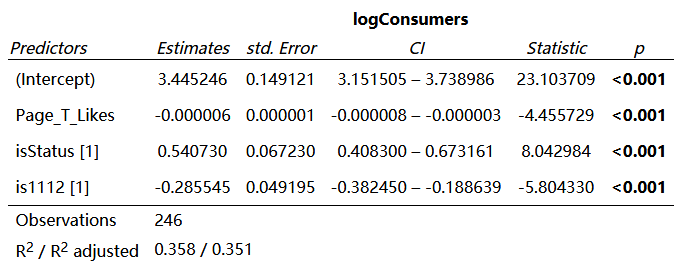 logConsumers
Predictors Estimates std. Error CI Statistic p
(Intercept) 3.445246 0.149121 3.151505 – 3.738986 23.103709 <0.001
Page_T_Likes -0.000006 0.000001 -0.000008 – -0.000003 -4.455729 <0.001
isStatus [1] 0.540730 0.067230 0.408300 – 0.673161 8.042984 <0.001
is1112 [1] -0.285545 0.049195 -0.382450 – -0.188639 -5.804330 <0.001
Observations 246
R2 / R2 adjusted 0.358 / 0.351